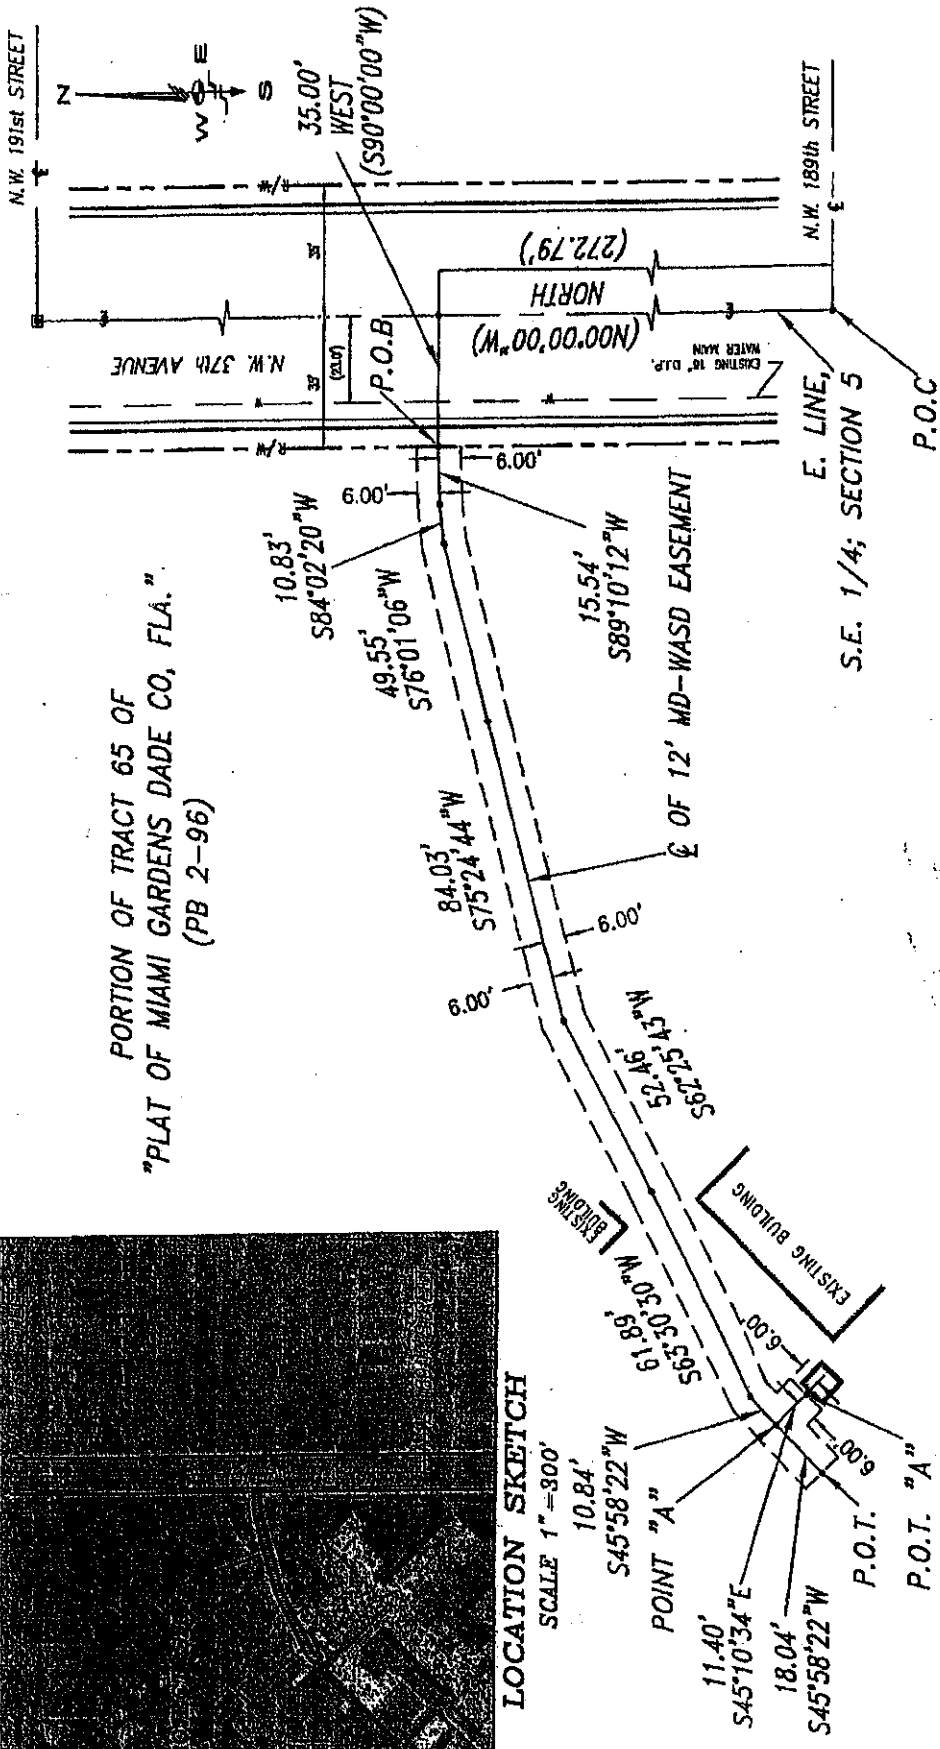 N.W. 191st STREET
N
W E
S
35.00'
WEST
(S90°00'00"W)
R/W
35'
35'
(23.0')
N.W. 37th AVENUE
P.O.B
R/W
(272.79')
NORTH
(N00°00'00"W)
EXISTING 16" D.I.P.
WATER MAIN
W
W
N.W. 189th STREET
E. LINE,
S.E. 1/4; SECTION 5
P.O.C
PORTION OF TRACT 65 OF
"PLAT OF MIAMI GARDENS DADE CO, FLA."
(PB 2-96)
6.00'
6.00'
15.54'
S89°10'12"W
10.83'
S84°02'20"W
49.55'
S76°01'06"W
84.03'
S75°24'44"W
℄ OF 12' MD-WASD EASEMENT
6.00'
6.00'
52.46'
S62°25'43"W
EXISTING
BUILDING
61.89'
S63°30'30"W
EXISTING BUILDING
10.84'
S45°58'22"W
POINT "A"
11.40'
S45°10'34"E
18.04'
S45°58'22"W
6.00'
6.00'
P.O.T.
P.O.T. "A"
LOCATION SKETCH
SCALE 1"=300'